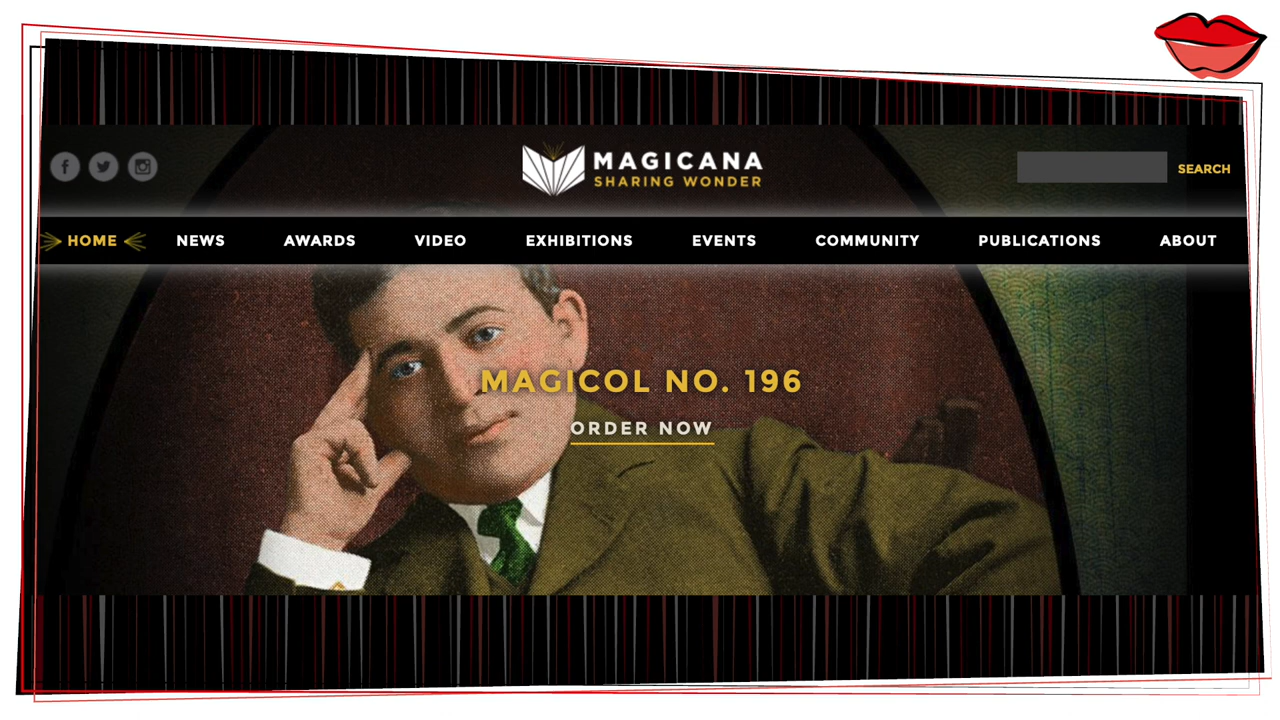 MAGICANA
SHARING WONDER
SEARCH
HOME NEWS AWARDS VIDEO EXHIBITIONS EVENTS COMMUNITY PUBLICATIONS ABOUT
MAGICOL NO. 196
ORDER NOW